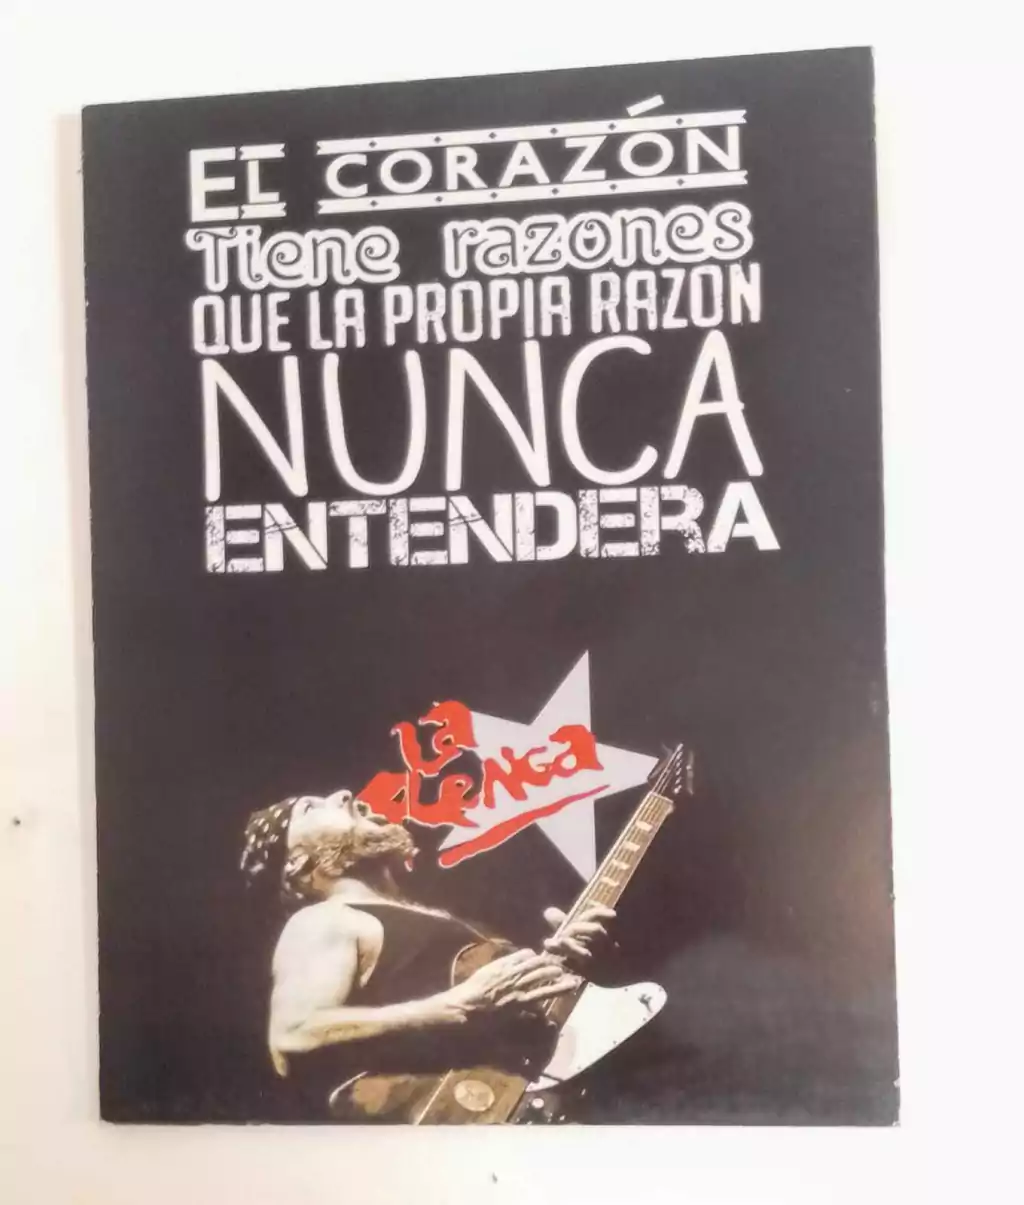 EL CORAZÓN
Tiene razones
QUE LA PROPIA RAZON
NUNCA
ENTENDERA
La
RENGA